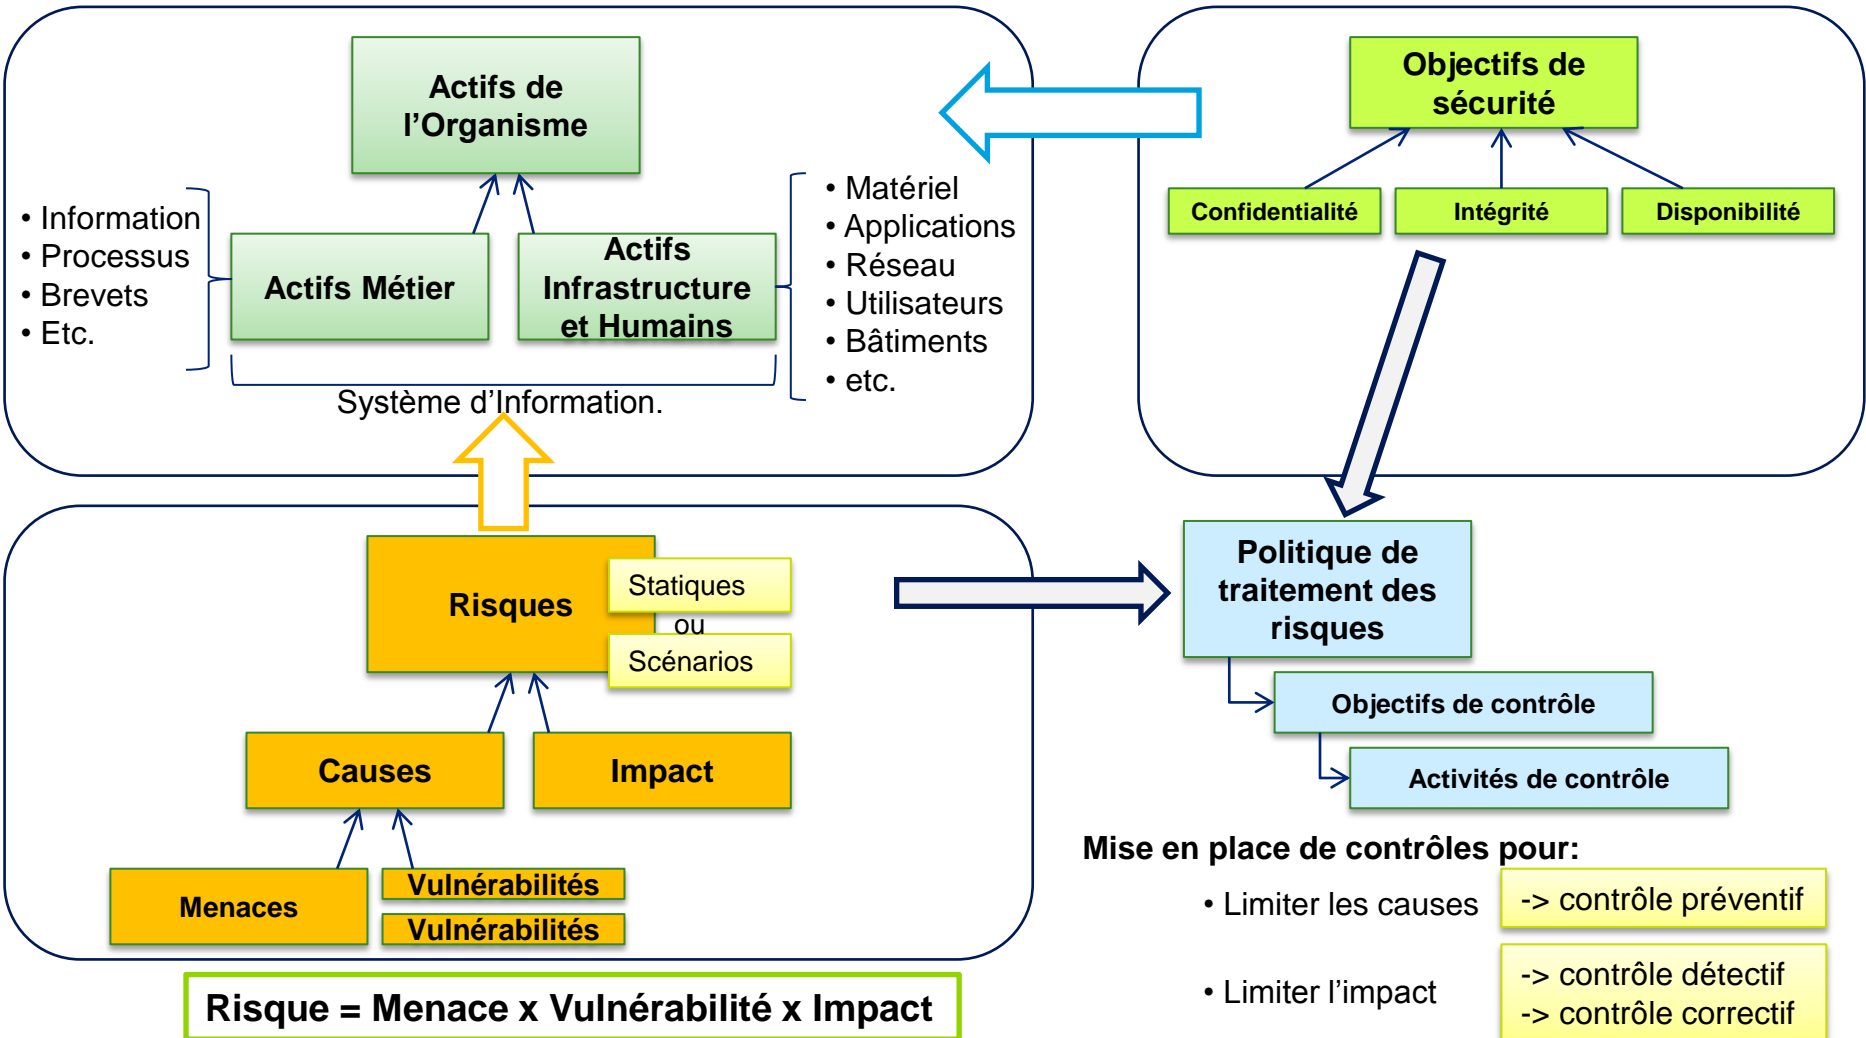 Actifs de
l’Organisme
• Information
• Processus
• Brevets
• Etc.
Actifs Métier
Actifs
Infrastructure
et Humains
• Matériel
• Applications
• Réseau
• Utilisateurs
• Bâtiments
• etc.
Système d’Information.
Objectifs de
sécurité
Confidentialité
Intégrité
Disponibilité
Risques
Statiques
ou
Scénarios
Causes
Impact
Menaces
Vulnérabilités
Vulnérabilités
Risque = Menace x Vulnérabilité x Impact
Politique de
traitement des
risques
Objectifs de contrôle
Activités de contrôle
Mise en place de contrôles pour:
• Limiter les causes
-> contrôle préventif
• Limiter l’impact
-> contrôle détectif
-> contrôle correctif